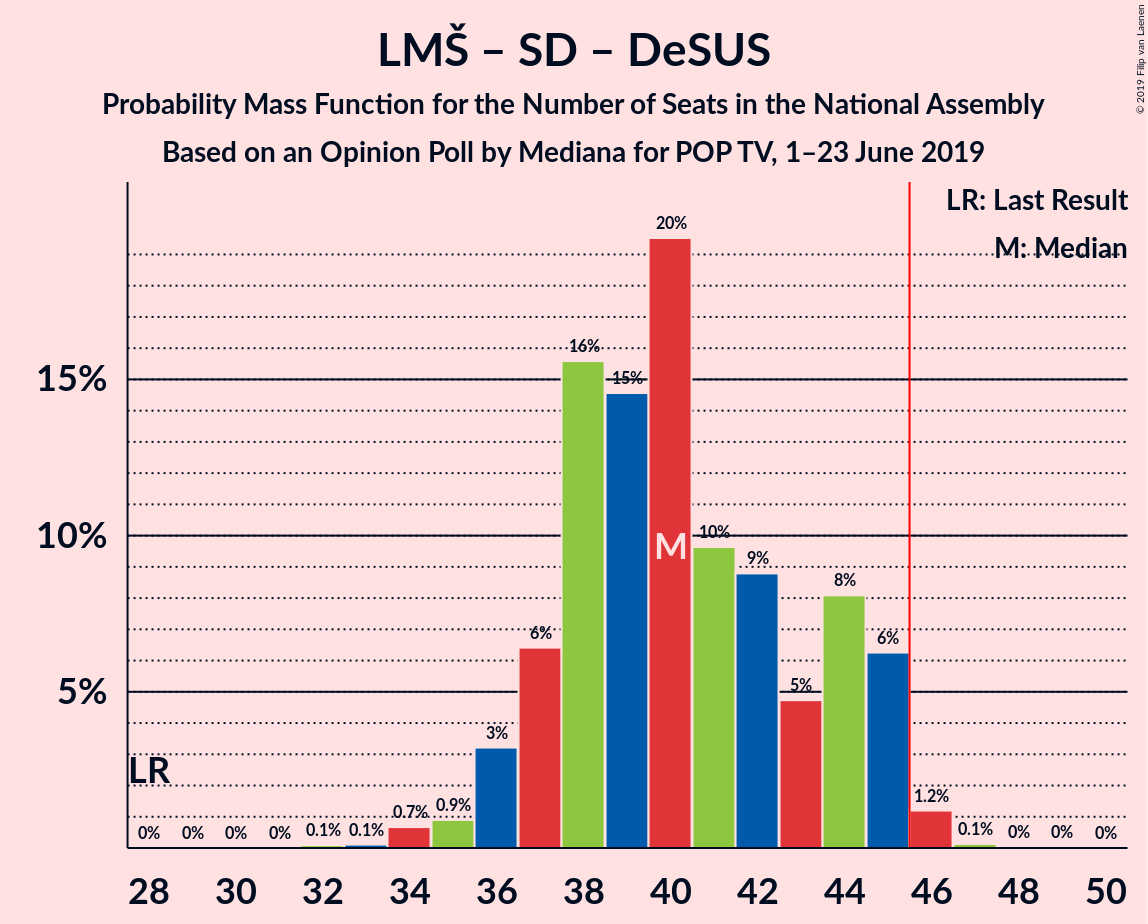 LMŠ – SD – DeSUS
Probability Mass Function for the Number of Seats in the National Assembly
Based on an Opinion Poll by Mediana for POP TV, 1–23 June 2019
© 2019 Filip van Laenen
LR: Last Result
M: Median
20%
16%
15%
15%
10%
10%
M
9%
8%
6%
6%
5%
5%
3%
LR
1.2%
0.9%
0.7%
0% 0% 0% 0% 0.1% 0.1% 0.1% 0% 0% 0%
28 30 32 34 36 38 40 42 44 46 48 50